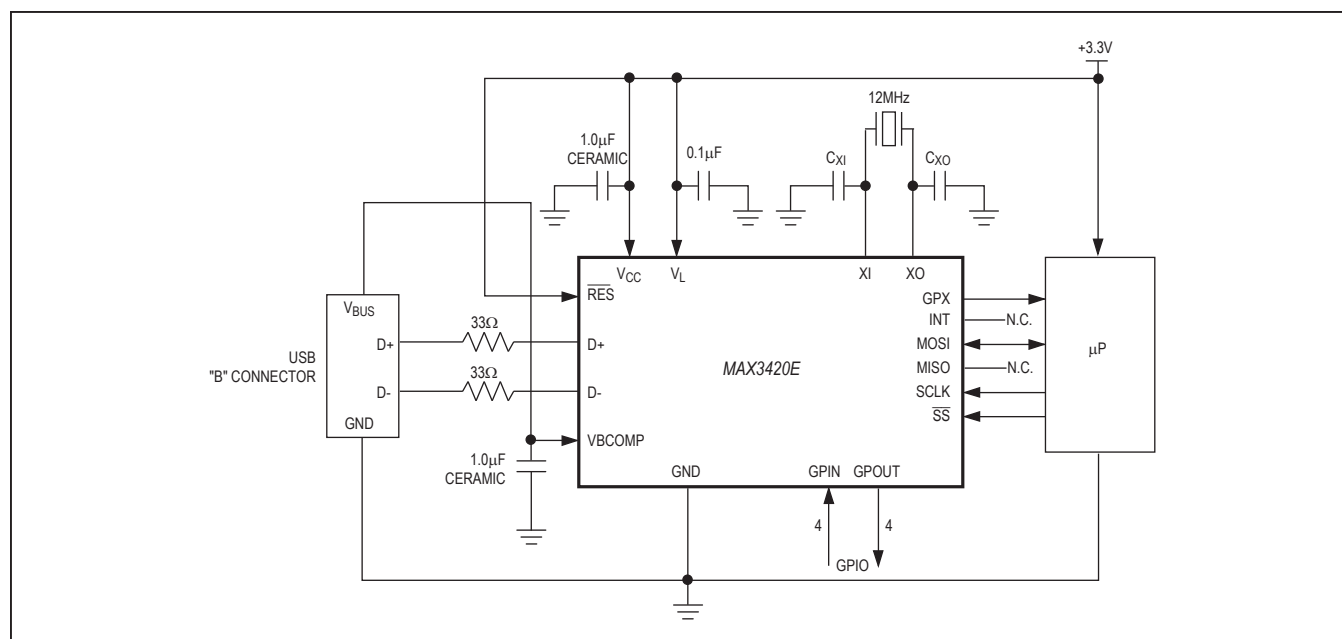 +3.3V
12MHz
1.0μF
CERAMIC
0.1μF
CXI
CXO
VCC
VL
XI
XO
RES
VBUS
D+
D-
GND
USB
"B" CONNECTOR
33Ω
33Ω
D+
D-
VBCOMP
1.0μF
CERAMIC
MAX3420E
GND
GPIN
GPOUT
4
4
GPIO
GPX
INT
MOSI
MISO
SCLK
SS
N.C.
N.C.
μP